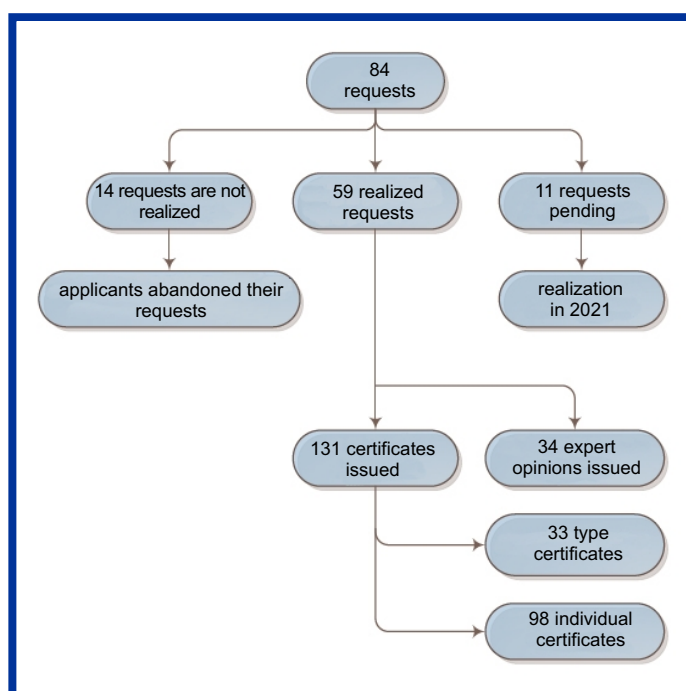 84
requests
14 requests are not
realized
59 realized
requests
11 requests
pending
applicants abandoned their
requests
realization
in 2021
131 certificates
issued
34 expert
opinions issued
33 type
certificates
98 individual
certificates